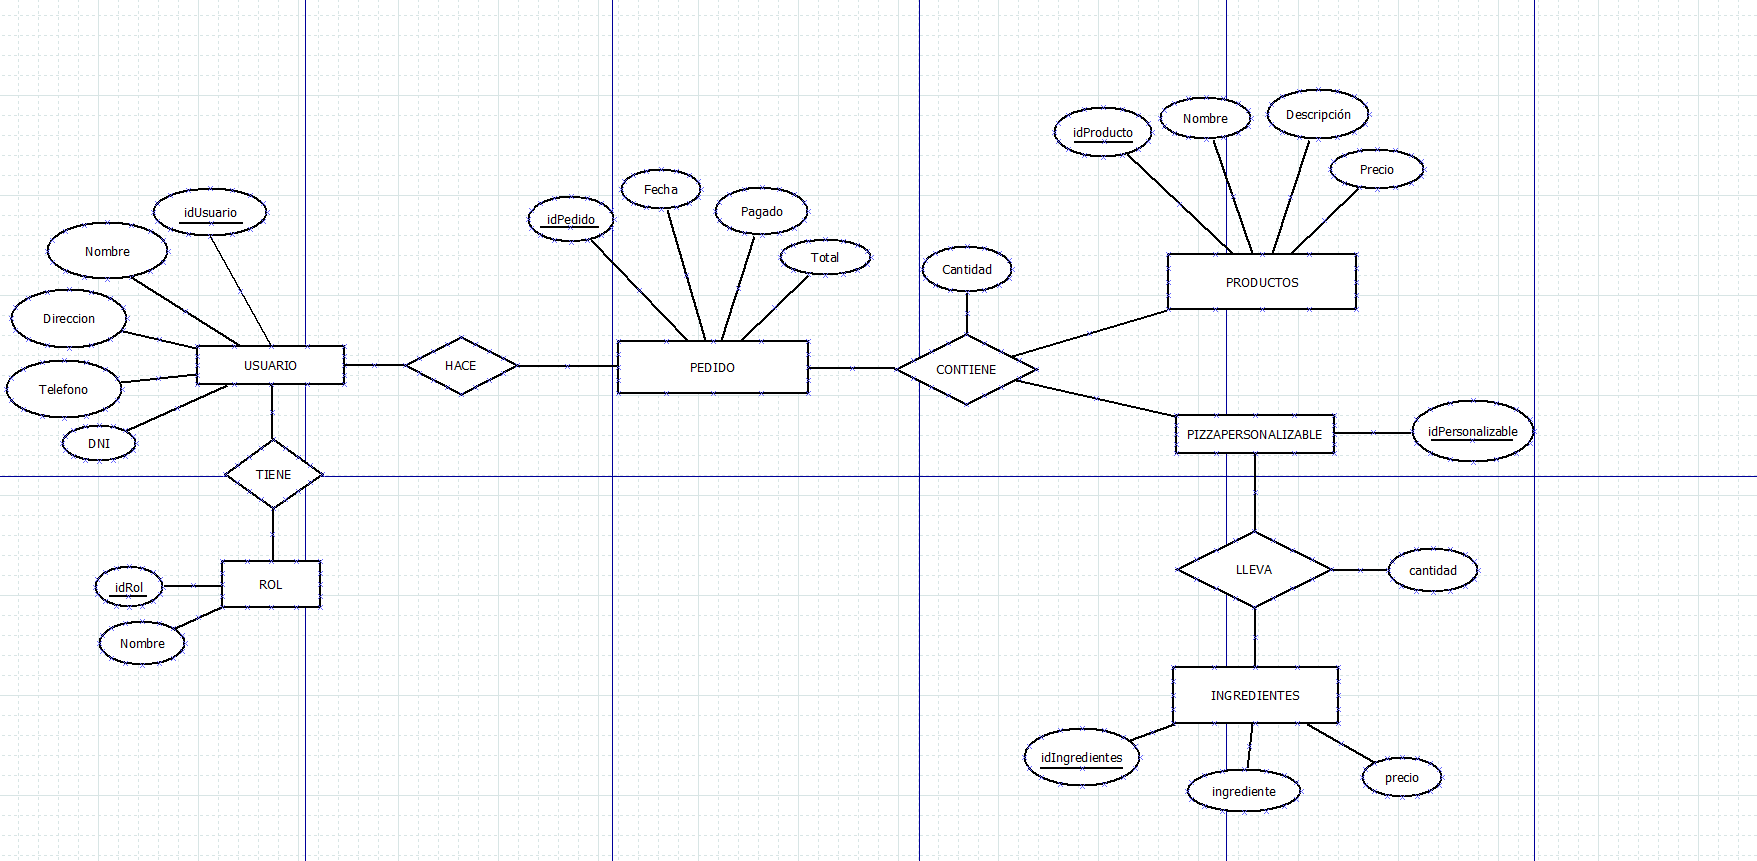 idProducto
Nombre
Descripción
Precio
idUsuario
Nombre
idPedido
Fecha
Pagado
Total
Cantidad
PRODUCTOS
Direccion
Telefono
DNI
USUARIO
HACE
PEDIDO
CONTIENE
PIZZAPERSONALIZABLE
idPersonalizable
TIENE
LLEVA
cantidad
idRol
Nombre
ROL
INGREDIENTES
idIngredientes
ingrediente
precio